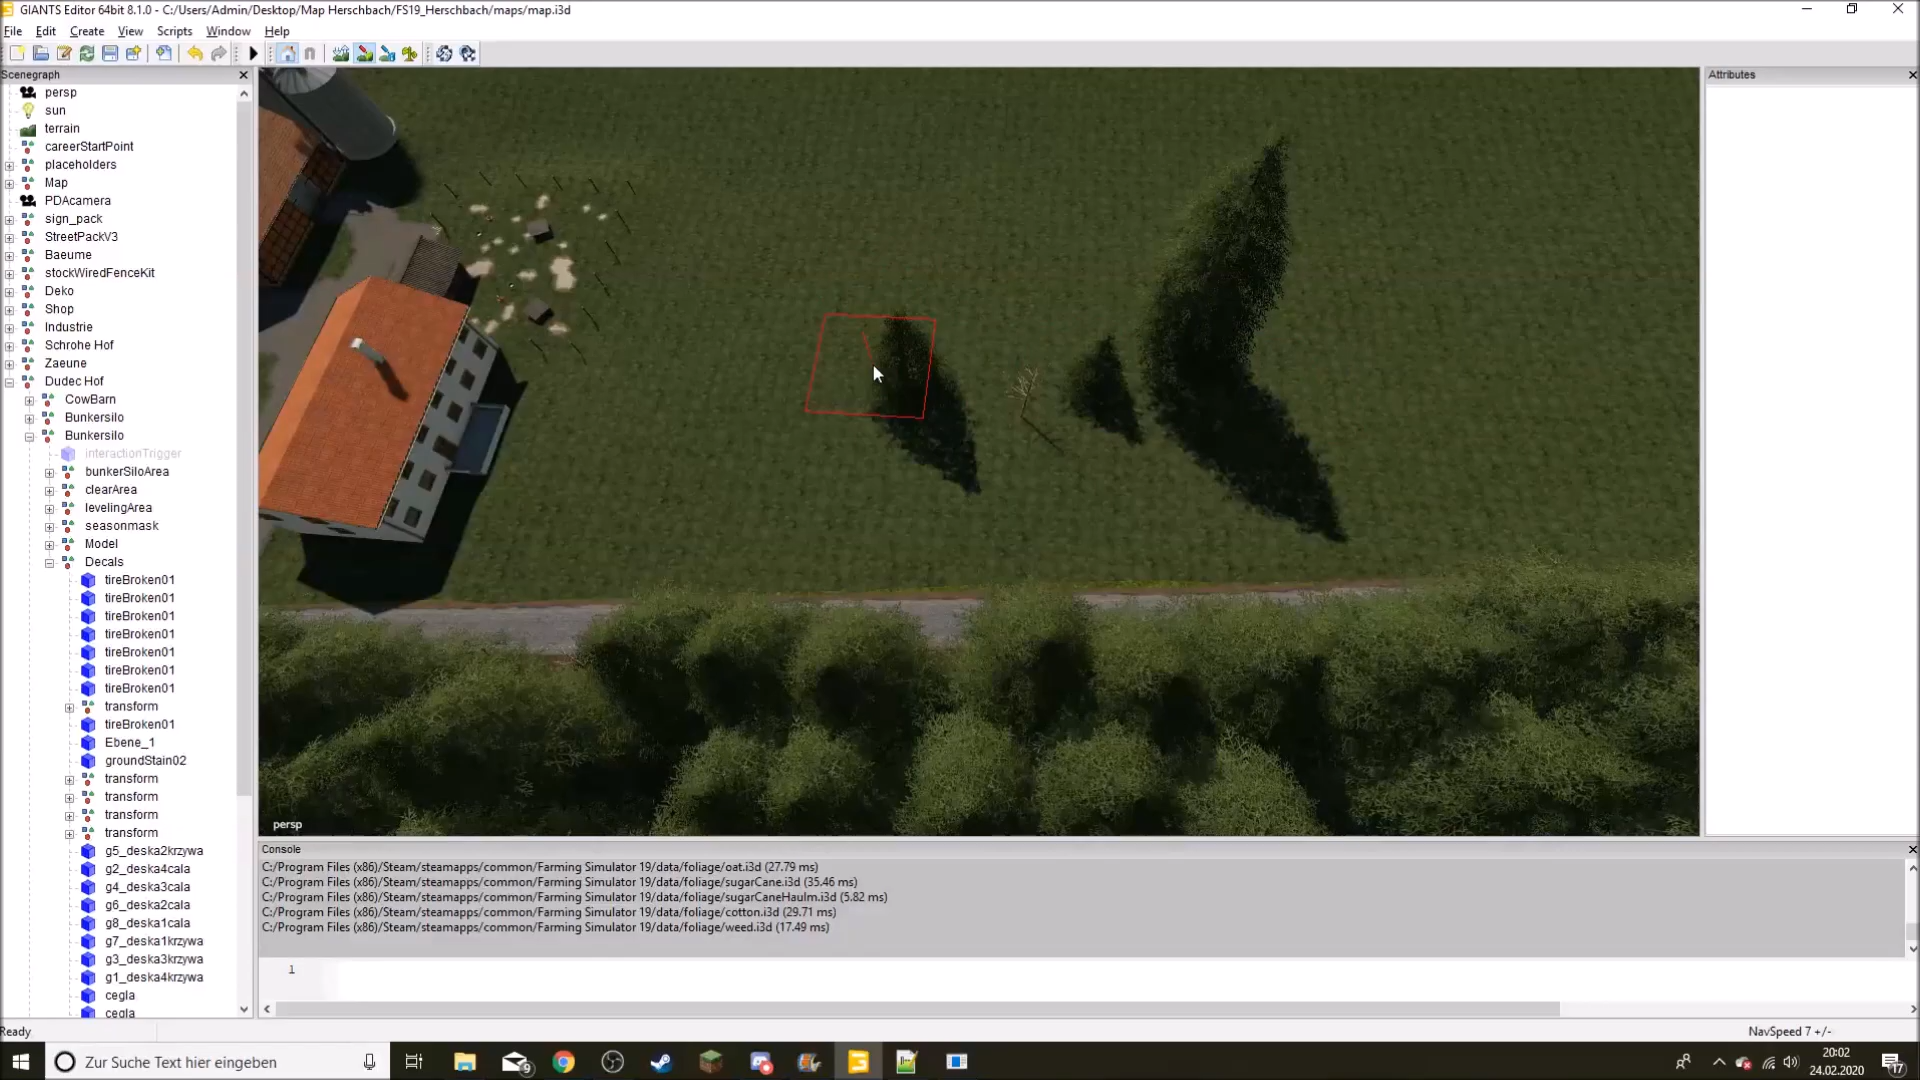 GIANTS Editor 64bit 8.1.0 - C:/Users/Admin/Desktop/Map Herschbach/FS19_Herschbach/maps/map.i3d
File Edit Create View Scripts Window Help
Scenegraph
persp
sun
terrain
careerStartPoint
placeholders
Map
PDAcamera
sign_pack
StreetPackV3
Baeume
stockWiredFenceKit
Deko
Shop
Industrie
Schrohe Hof
Zaeune
Dudec Hof
CowBarn
Bunkersilo
Bunkersilo
interactionTrigger
bunkerSiloArea
clearArea
levelingArea
seasonmask
Model
Decals
tireBroken01
tireBroken01
tireBroken01
tireBroken01
tireBroken01
tireBroken01
tireBroken01
transform
tireBroken01
Ebene_1
groundStain02
transform
transform
transform
transform
g5_deska2krzywa
g2_deska4cala
g4_deska3cala
g6_deska2cala
g8_deska1cala
g7_deska1krzywa
g3_deska3krzywa
g1_deska4krzywa
cegla
cegla
persp
Attributes
Console
C:/Program Files (x86)/Steam/steamapps/common/Farming Simulator 19/data/foliage/oat.i3d (27.79 ms)
C:/Program Files (x86)/Steam/steamapps/common/Farming Simulator 19/data/foliage/sugarCane.i3d (35.46 ms)
C:/Program Files (x86)/Steam/steamapps/common/Farming Simulator 19/data/foliage/sugarCaneHaulm.i3d (5.82 ms)
C:/Program Files (x86)/Steam/steamapps/common/Farming Simulator 19/data/foliage/cotton.i3d (29.71 ms)
C:/Program Files (x86)/Steam/steamapps/common/Farming Simulator 19/data/foliage/weed.i3d (17.49 ms)
1
Ready
NavSpeed 7 +/-
Zur Suche Text hier eingeben
9
20:02
24.02.2020
17